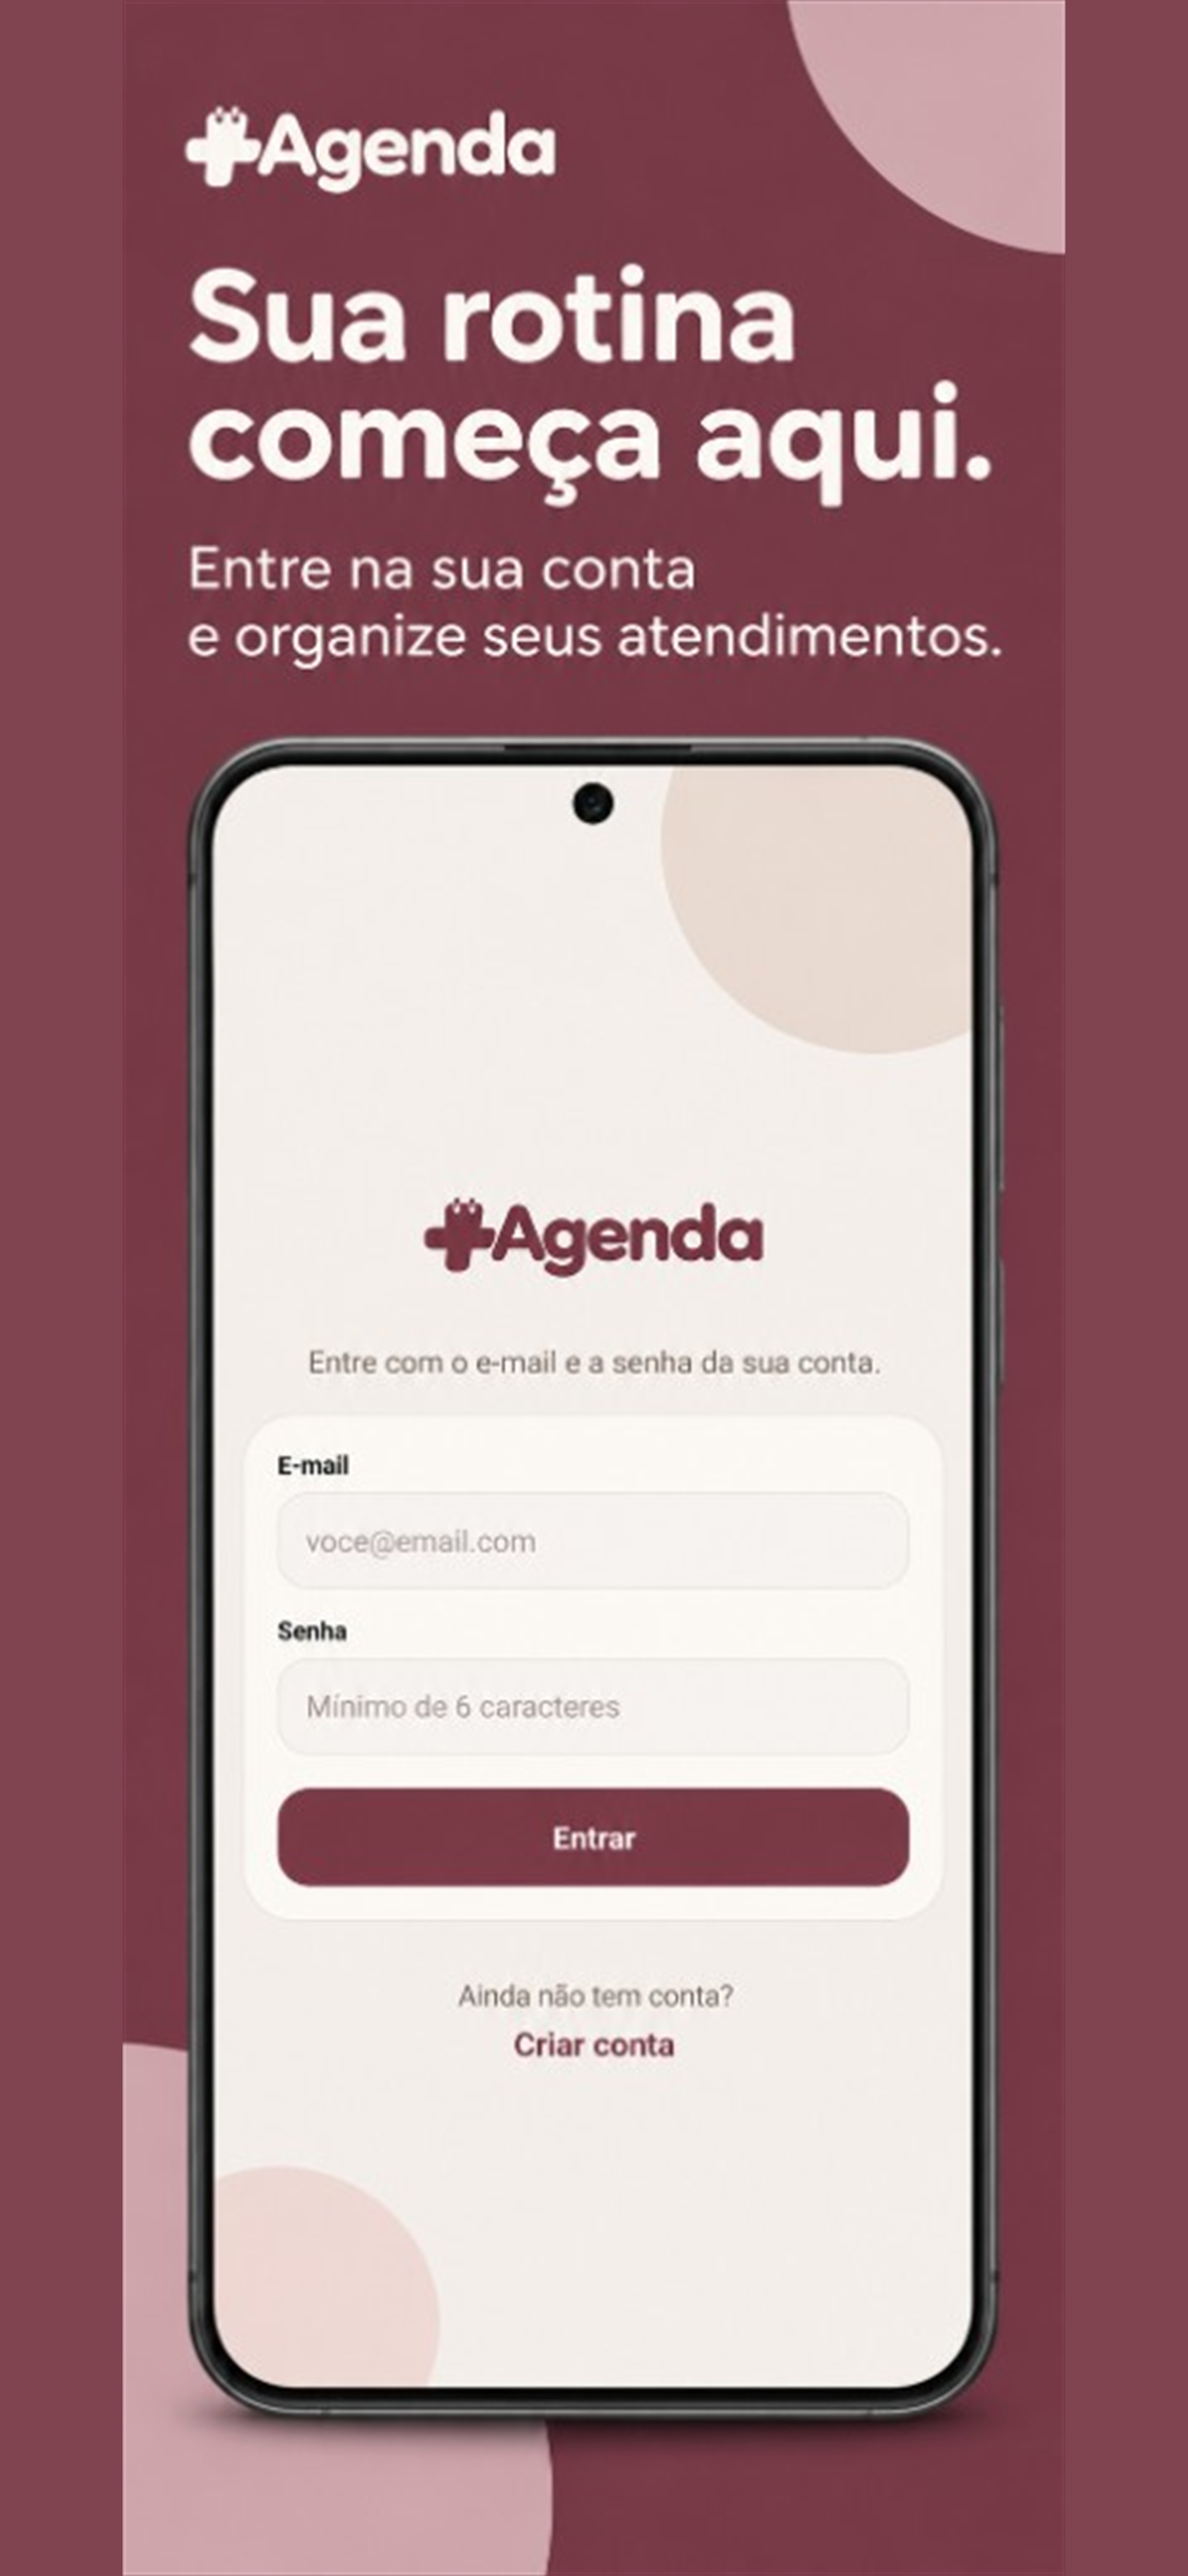 Agenda
Sua rotina
começa aqui.
Entre na sua conta
e organize seus atendimentos.
Agenda
Entre com o e-mail e a senha da sua conta.
E-mail
voce@email.com
Senha
Mínimo de 6 caracteres
Entrar
Ainda não tem conta?
Criar conta